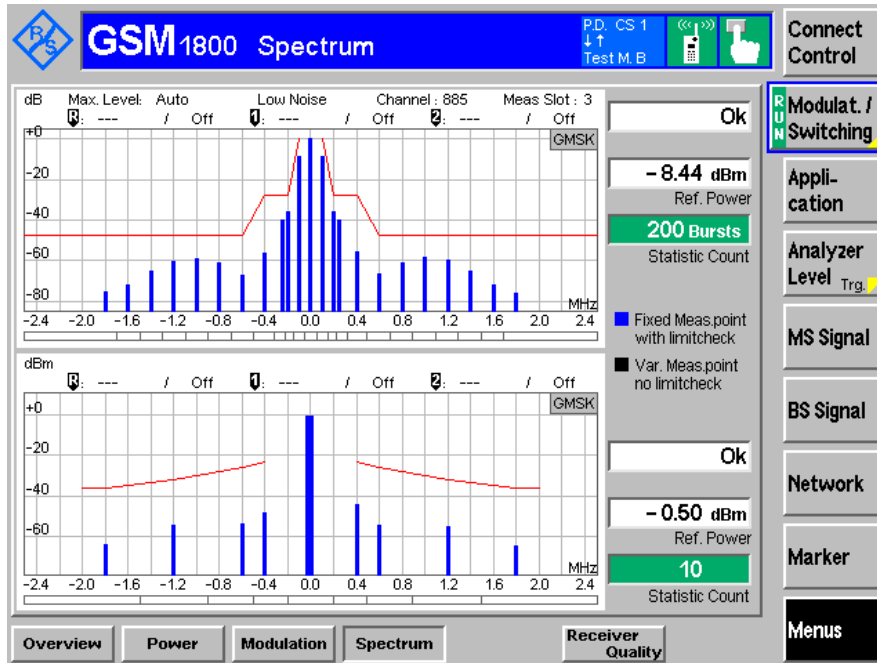 R/S
GSM 1800 Spectrum
P.D. CS 1
↓↑
Test M. B
Connect
Control
dB Max. Level: Auto Low Noise Channel : 885 Meas Slot : 3
R: --- / Off 1: --- / Off 2: --- / Off
+0
GMSK
-20
-40
-60
-80
MHz
-2.4 -2.0 -1.6 -1.2 -0.8 -0.4 0.0 0.4 0.8 1.2 1.6 2.0 2.4
Ok
- 8.44 dBm
Ref. Power
200 Bursts
Statistic Count
Fixed Meas.point
with limitcheck
Var. Meas.point
no limitcheck
dBm
R: --- / Off 1: --- / Off 2: --- / Off
+0
GMSK
-20
-40
-60
MHz
-2.4 -2.0 -1.6 -1.2 -0.8 -0.4 0.0 0.4 0.8 1.2 1.6 2.0 2.4
Ok
- 0.50 dBm
Ref. Power
10
Statistic Count
RUN
Modulat. /
Switching
Appli-
cation
Analyzer
Level Trg.
MS Signal
BS Signal
Network
Marker
Menus
Overview Power Modulation Spectrum Receiver
Quality